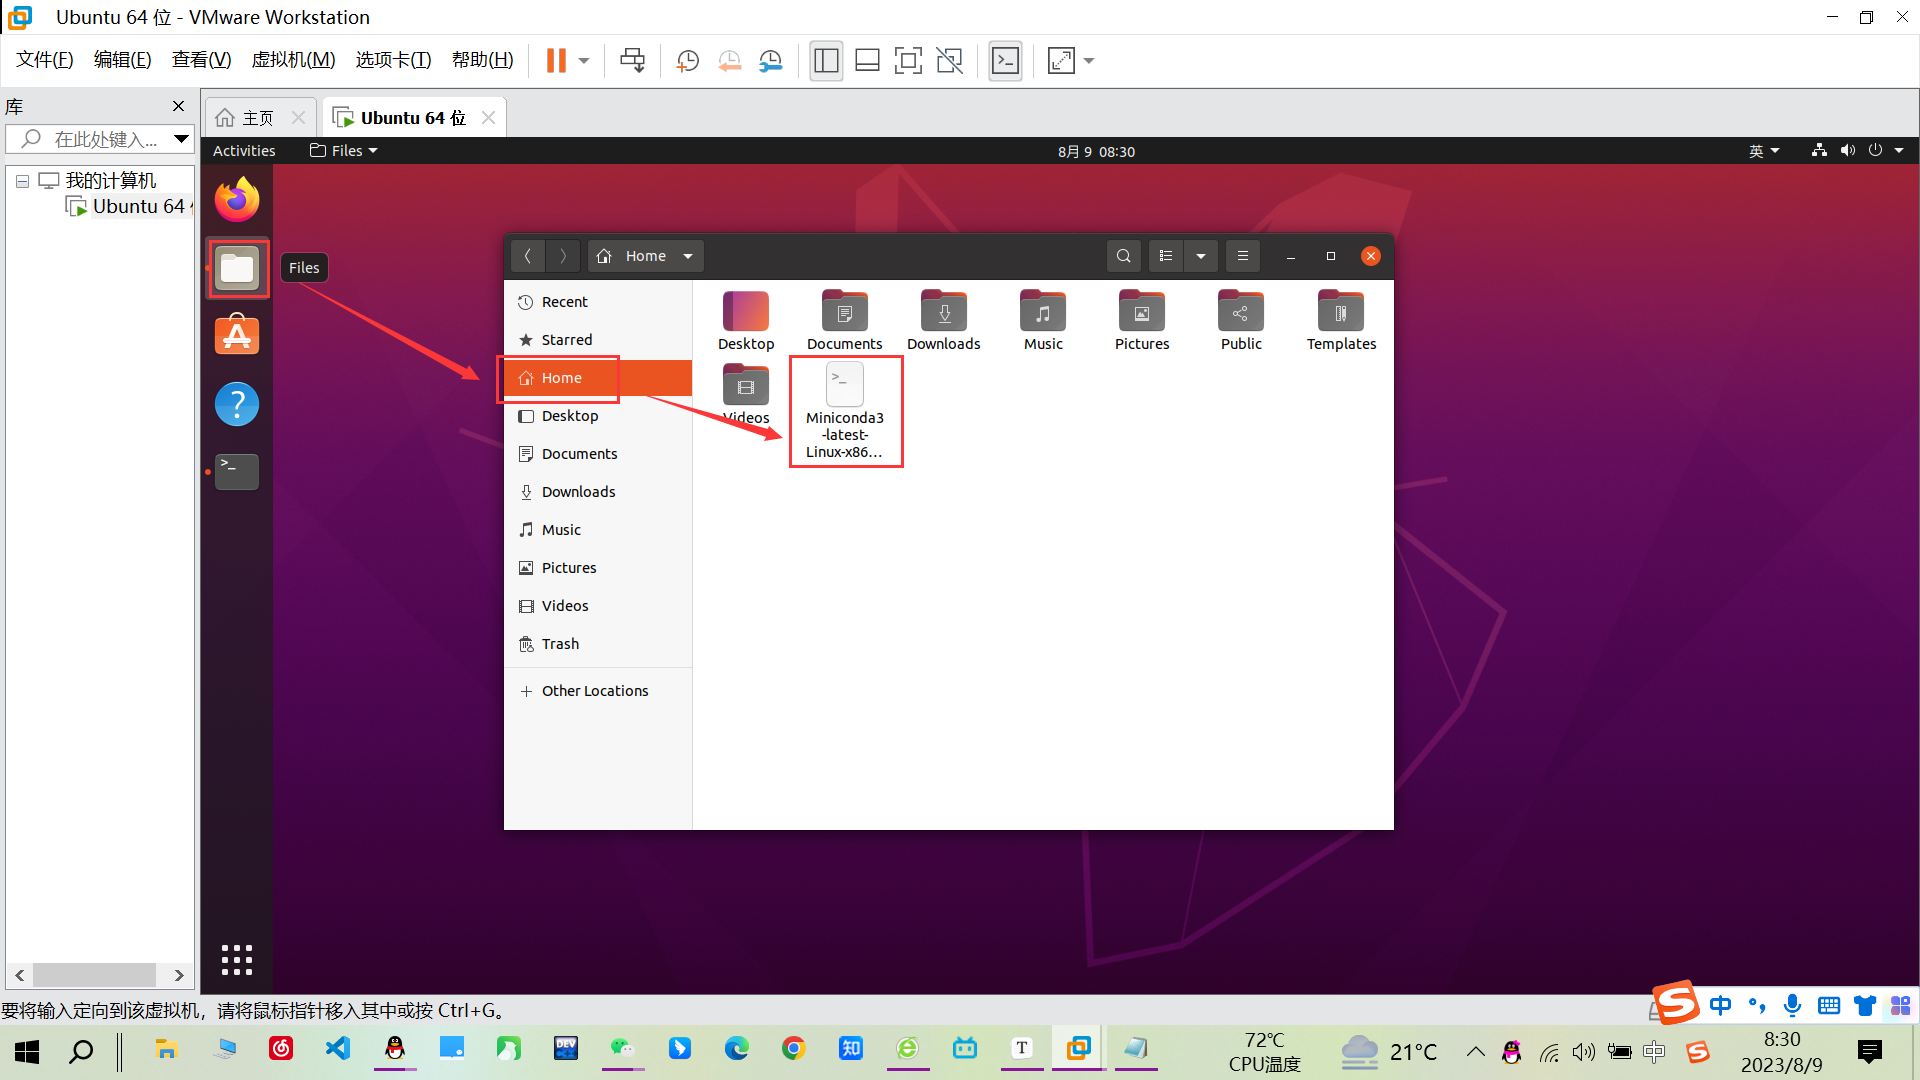 Ubuntu 64 位 - VMware Workstation
文件(F) 编辑(E) 查看(V) 虚拟机(M) 选项卡(T) 帮助(H)
库
在此处键入...
主页
Ubuntu 64 位
我的计算机
Ubuntu 64
Activities
Files
8月 9 08:30
英
Files
Home
Recent
Starred
Home
Desktop
Documents
Downloads
Music
Pictures
Videos
Trash
Other Locations
Desktop
Documents
Downloads
Music
Pictures
Public
Templates
Videos
Miniconda3
-latest-
Linux-x86...
要将输入定向到该虚拟机，请将鼠标指针移入其中或按 Ctrl+G。
中
DEV
知
T
72℃
CPU温度
21°C
中
8:30
2023/8/9